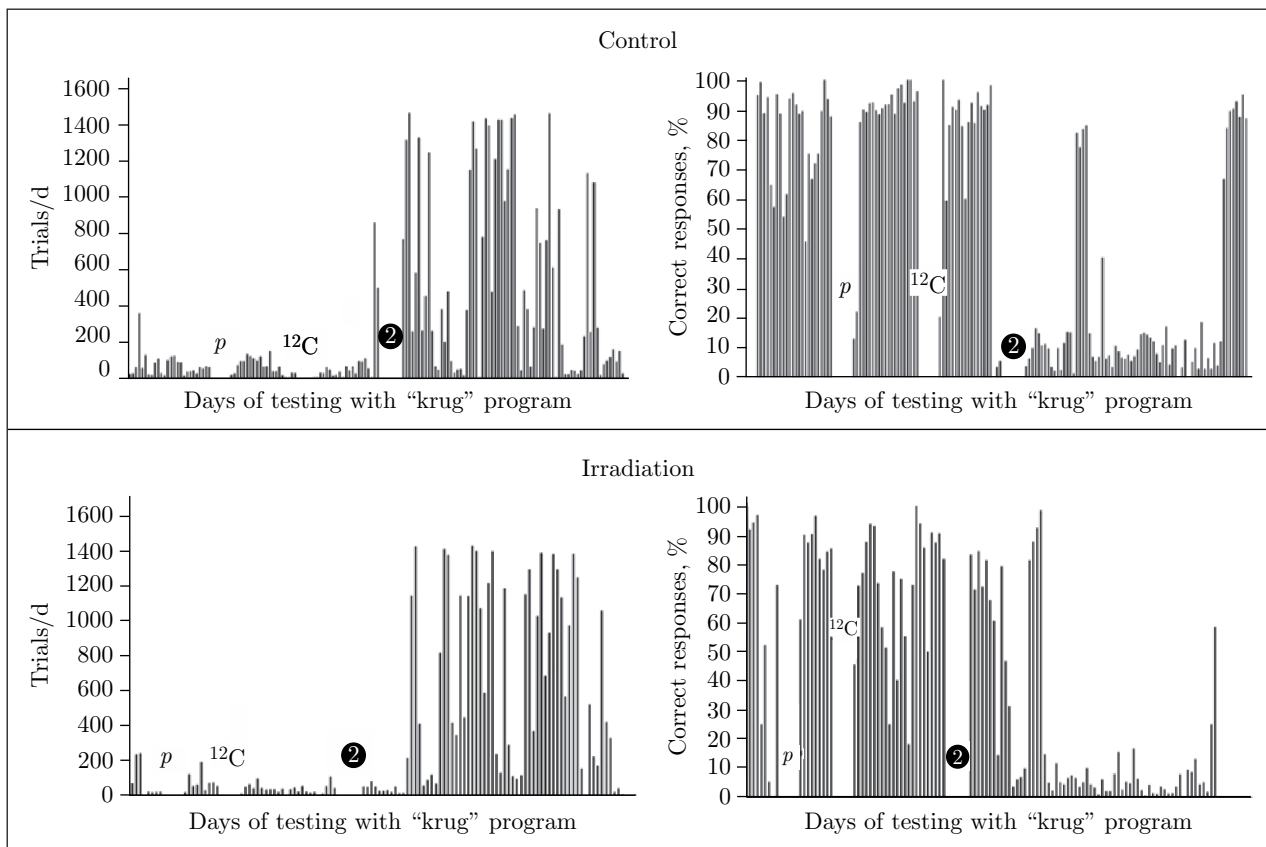 Control
Trials/d
1600
1400
1200
1000
800
600
400
200
0
p
¹²C
2
Days of testing with “krug” program
Correct responses, %
100
90
80
70
60
50
40
30
20
10
0
p
¹²C
2
Days of testing with “krug” program
Irradiation
Trials/d
1600
1400
1200
1000
800
600
400
200
0
p
¹²C
2
Days of testing with “krug” program
Correct responses, %
100
90
80
70
60
50
40
30
20
10
0
p
¹²C
2
Days of testing with “krug” program